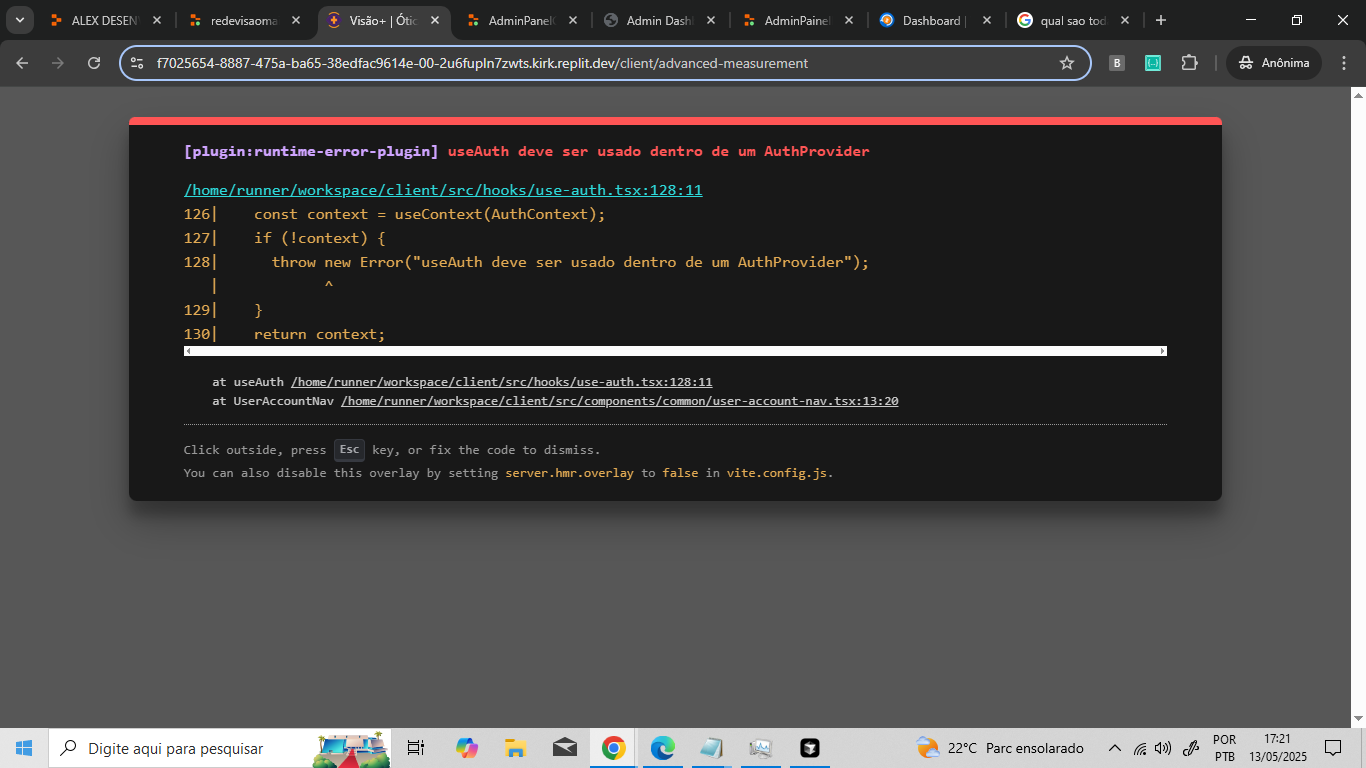 ALEX DESEN
redevisaoma
Visão+ | Ótic
AdminPanel
Admin Dash
AdminPaine
Dashboard |
qual sao tod
f7025654-8887-475a-ba65-38edfac9614e-00-2u6fupln7zwts.kirk.replit.dev/client/advanced-measurement
B
Anônima
[plugin:runtime-error-plugin] useAuth deve ser usado dentro de um AuthProvider
/home/runner/workspace/client/src/hooks/use-auth.tsx:128:11
126|    const context = useContext(AuthContext);
127|    if (!context) {
128|      throw new Error("useAuth deve ser usado dentro de um AuthProvider");
|            ^
129|    }
130|    return context;
at useAuth /home/runner/workspace/client/src/hooks/use-auth.tsx:128:11
at UserAccountNav /home/runner/workspace/client/src/components/common/user-account-nav.tsx:13:20
Click outside, press Esc key, or fix the code to dismiss.
You can also disable this overlay by setting server.hmr.overlay to false in vite.config.js.
Digite aqui para pesquisar
22°C Parc ensolarado
POR
PTB
17:21
13/05/2025